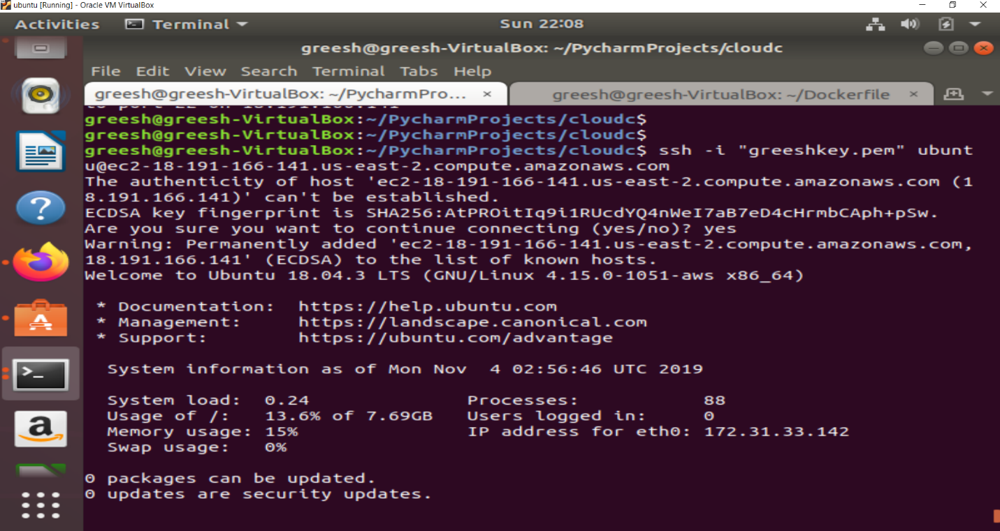 ubuntu [Running] - Oracle VM VirtualBox
Activities Terminal Sun 22:08
greesh@greesh-VirtualBox: ~/PycharmProjects/cloudc
File Edit View Search Terminal Tabs Help
greesh@greesh-VirtualBox: ~/PycharmPro... × greesh@greesh-VirtualBox: ~/Dockerfile ×
to port 22 on 18.191.166.141
greesh@greesh-VirtualBox:~/PycharmProjects/cloudc$
greesh@greesh-VirtualBox:~/PycharmProjects/cloudc$
greesh@greesh-VirtualBox:~/PycharmProjects/cloudc$ ssh -i "greeshkey.pem" ubunt
u@ec2-18-191-166-141.us-east-2.compute.amazonaws.com
The authenticity of host 'ec2-18-191-166-141.us-east-2.compute.amazonaws.com (1
8.191.166.141)' can't be established.
ECDSA key fingerprint is SHA256:AtPROitIq9i1RUcdYQ4nWeI7aB7eD4cHrmbCAph+pSw.
Are you sure you want to continue connecting (yes/no)? yes
Warning: Permanently added 'ec2-18-191-166-141.us-east-2.compute.amazonaws.com,
18.191.166.141' (ECDSA) to the list of known hosts.
Welcome to Ubuntu 18.04.3 LTS (GNU/Linux 4.15.0-1051-aws x86_64)
* Documentation: https://help.ubuntu.com
* Management: https://landscape.canonical.com
* Support: https://ubuntu.com/advantage
System information as of Mon Nov 4 02:56:46 UTC 2019
System load: 0.24 Processes: 88
Usage of /: 13.6% of 7.69GB Users logged in: 0
Memory usage: 15% IP address for eth0: 172.31.33.142
Swap usage: 0%
0 packages can be updated.
0 updates are security updates.